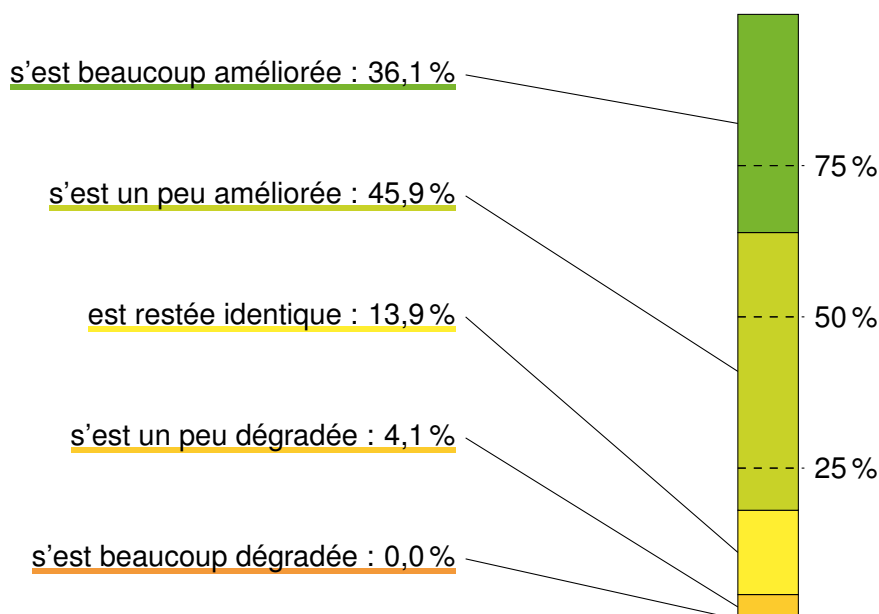 s'est beaucoup améliorée : 36,1 %
75 %
s'est un peu améliorée : 45,9 %
est restée identique : 13,9 %
50 %
s'est un peu dégradée : 4,1 %
25 %
s'est beaucoup dégradée : 0,0 %